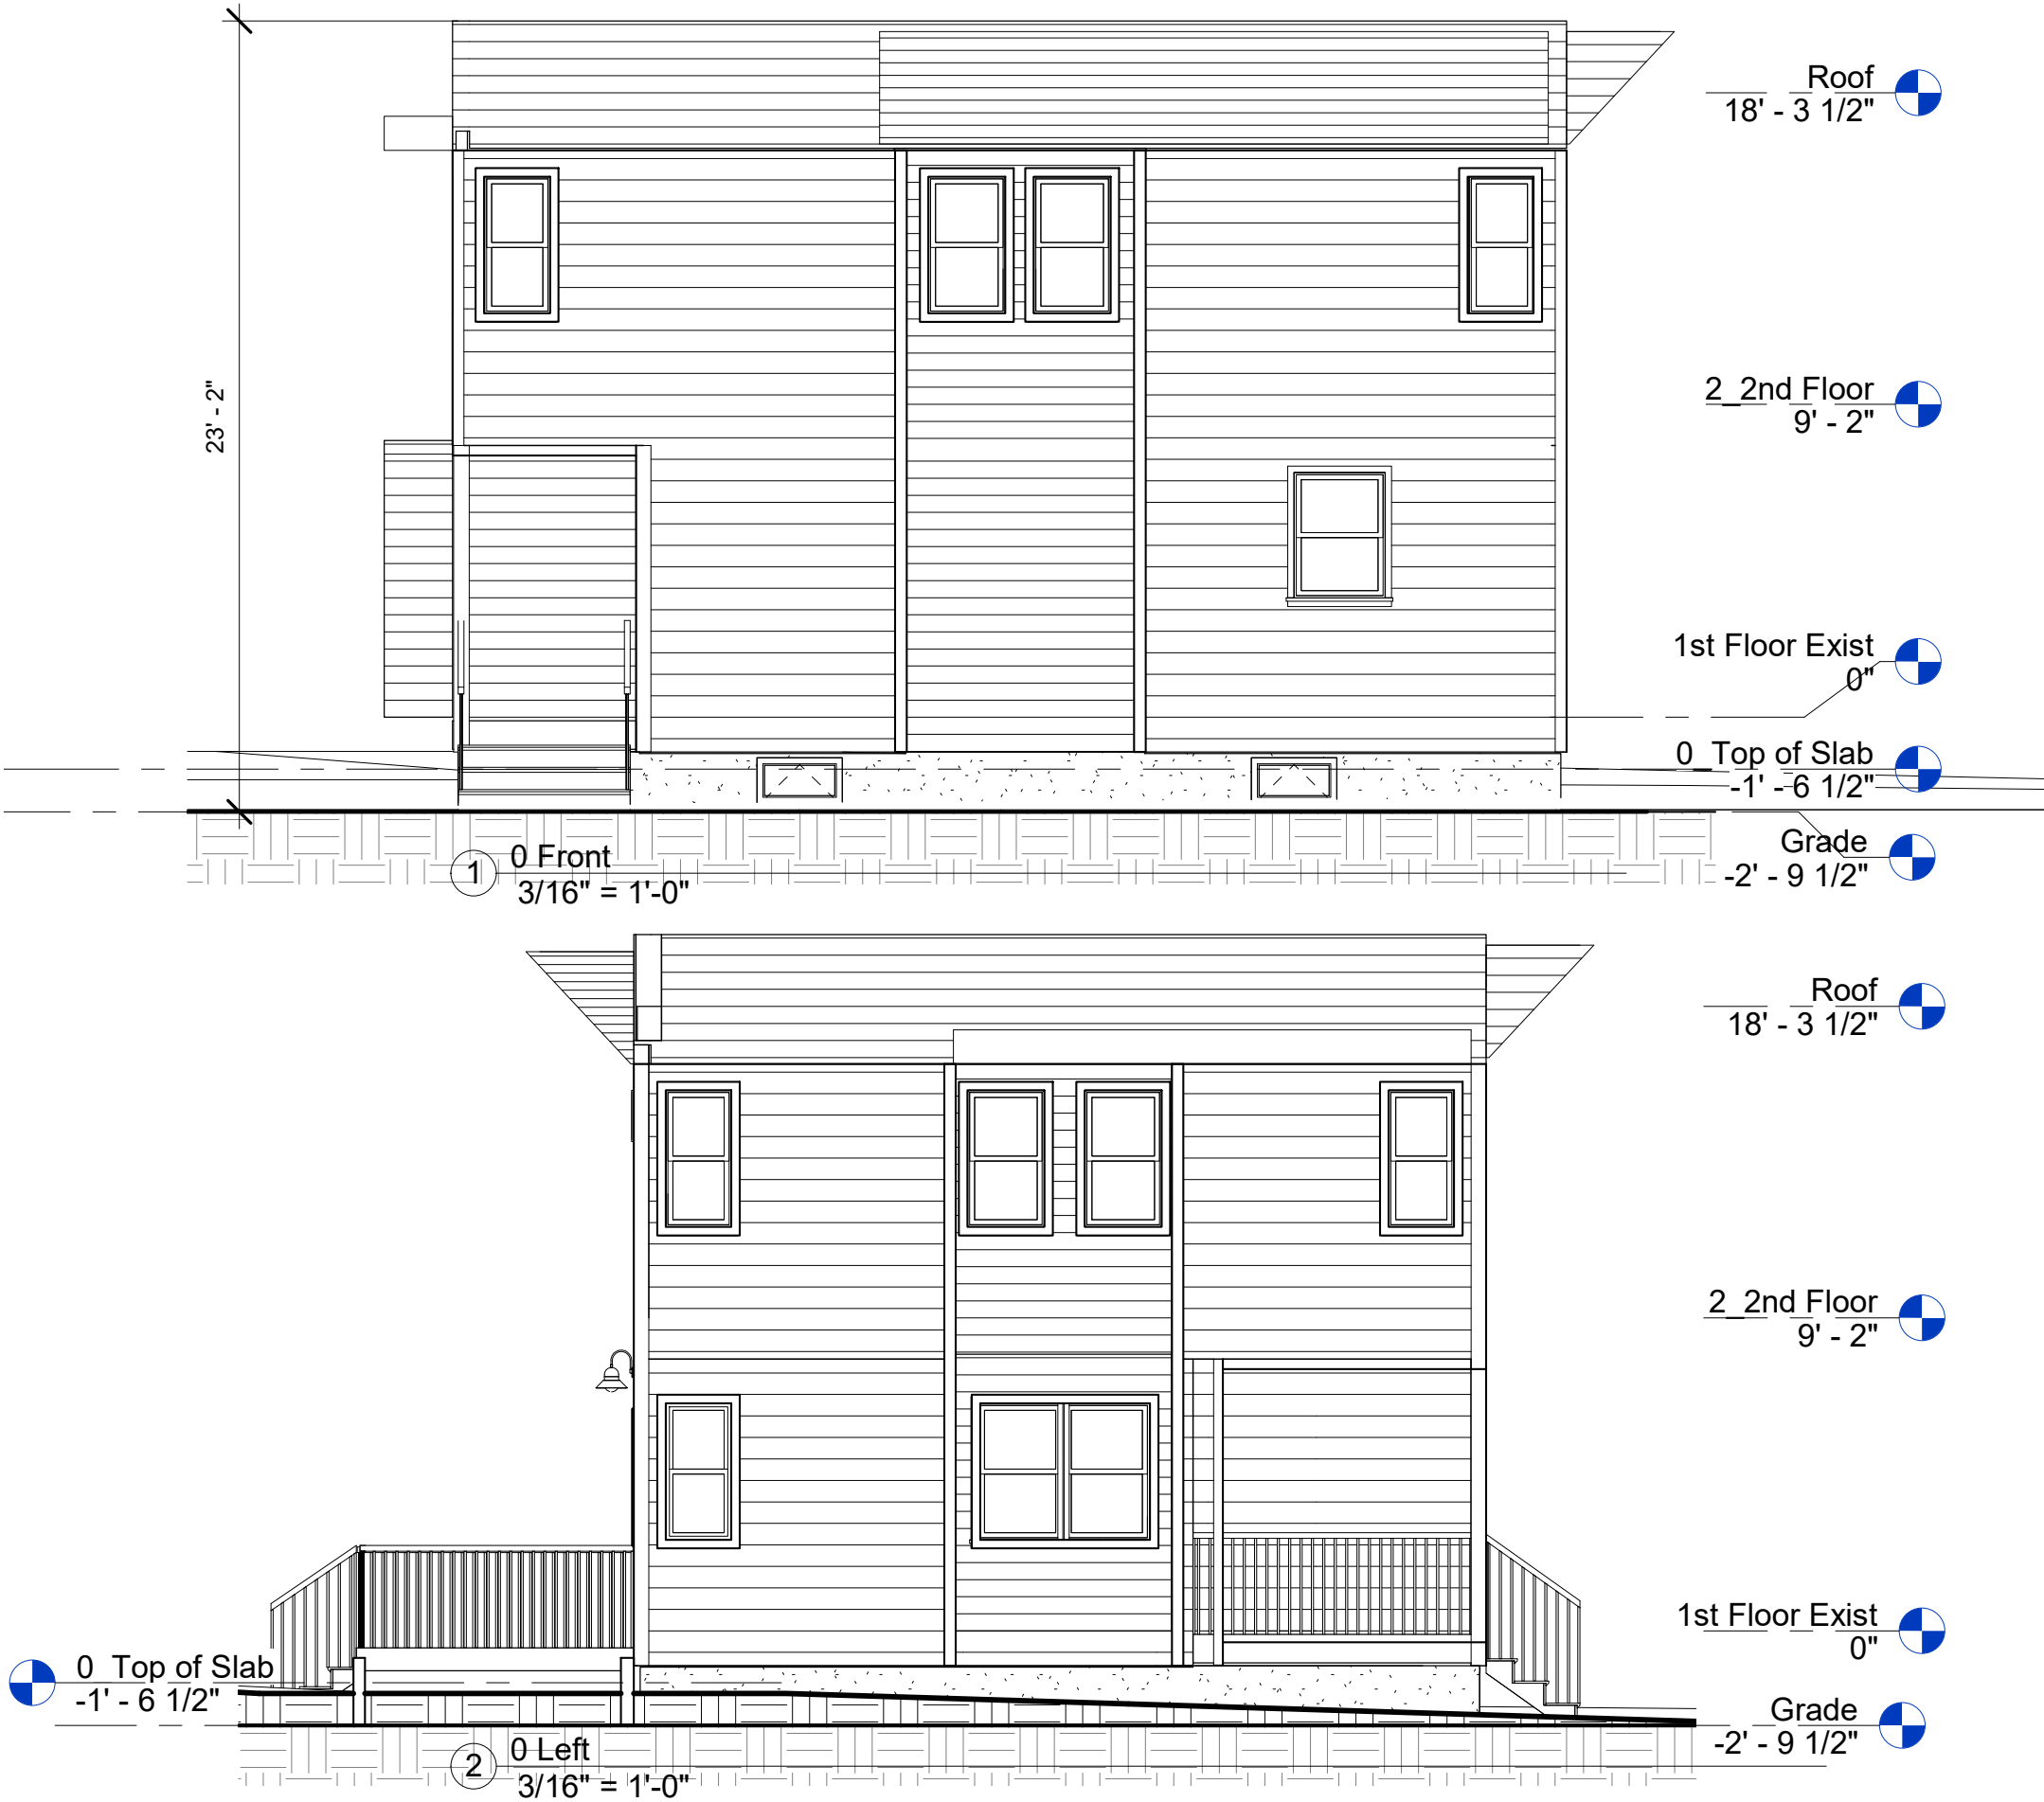 Roof
18' - 3 1/2"
2_2nd Floor
9' - 2"
23' - 2"
1st Floor Exist
0"
0_Top of Slab
-1' - 6 1/2"
Grade
-2' - 9 1/2"
1
0 Front
3/16" = 1'-0"
Roof
18' - 3 1/2"
2_2nd Floor
9' - 2"
1st Floor Exist
0"
0_Top of Slab
-1' - 6 1/2"
Grade
-2' - 9 1/2"
2
0 Left
3/16" = 1'-0"